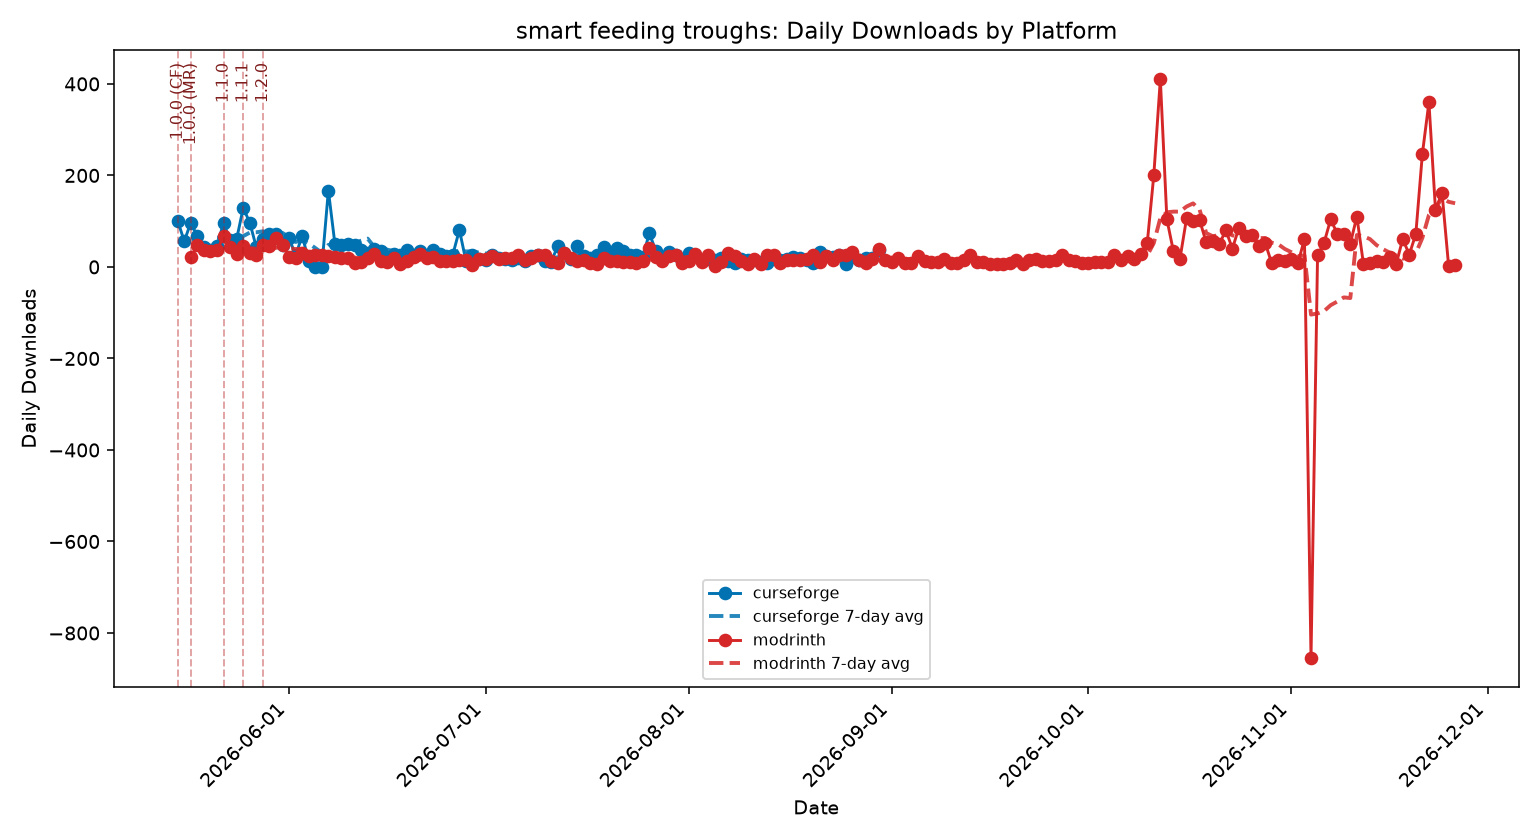 smart feeding troughs: Daily Downloads by Platform
1.0.0 (CF)
1.0.0 (MR)
1.1.0
1.1.1
1.2.0
400
200
0
−200
−400
−600
−800
Daily Downloads
curseforge
curseforge 7-day avg
modrinth
modrinth 7-day avg
2026-06-01
2026-07-01
2026-08-01
2026-09-01
2026-10-01
2026-11-01
2026-12-01
Date